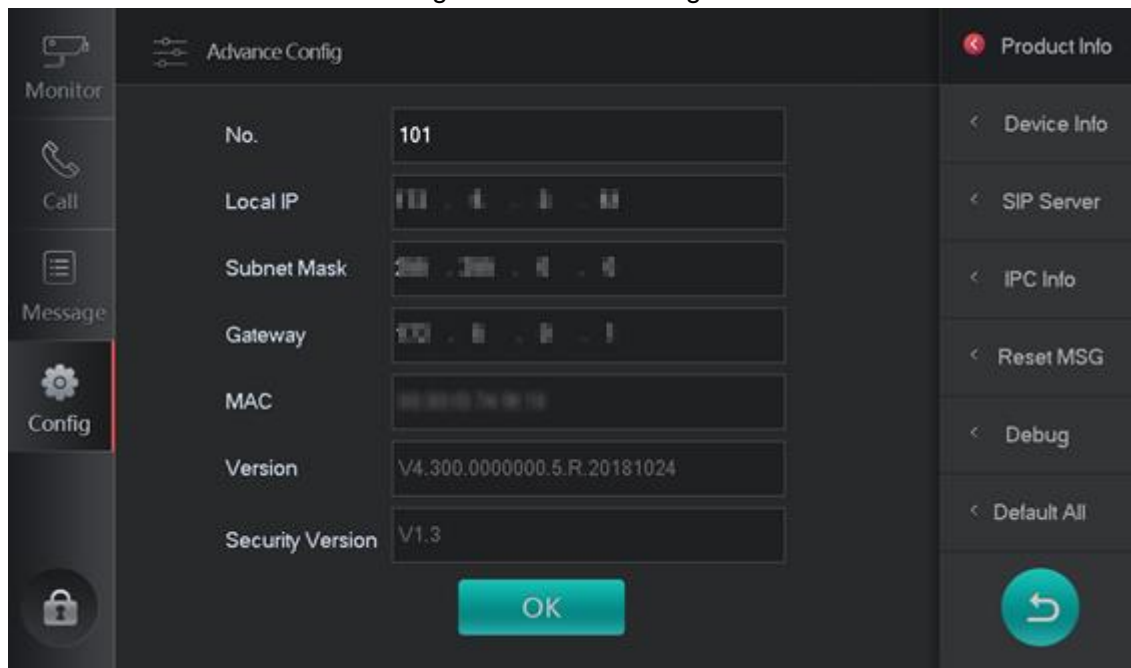 Monitor
Call
Message
Config
Advance Config
No. 101
Local IP
Subnet Mask
Gateway
MAC
Version V4.300.0000000.5.R.20181024
Security Version V1.3
OK
Product Info
Device Info
SIP Server
IPC Info
Reset MSG
Debug
Default All